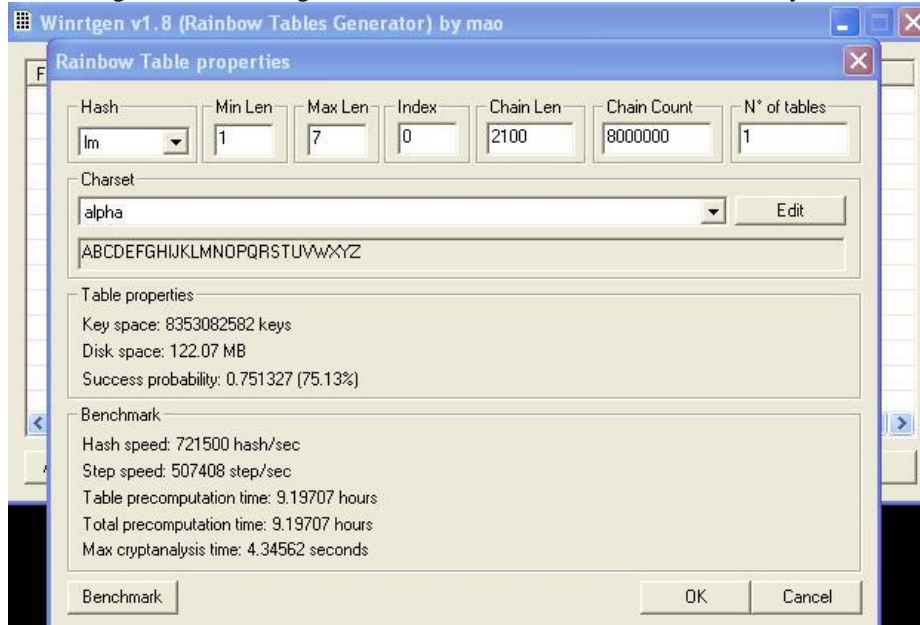 Winrtgen v1.8 (Rainbow Tables Generator) by mao
Rainbow Table properties
Hash Min Len Max Len Index Chain Len Chain Count N° of tables
lm 1 7 0 2100 8000000 1
Charset
alpha Edit
ABCDEFGHIJKLMNOPQRSTUVWXYZ
Table properties
Key space: 8353082582 keys
Disk space: 122.07 MB
Success probability: 0.751327 (75.13%)
Benchmark
Hash speed: 721500 hash/sec
Step speed: 507408 step/sec
Table precomputation time: 9.19707 hours
Total precomputation time: 9.19707 hours
Max cryptanalysis time: 4.34562 seconds
Benchmark OK Cancel